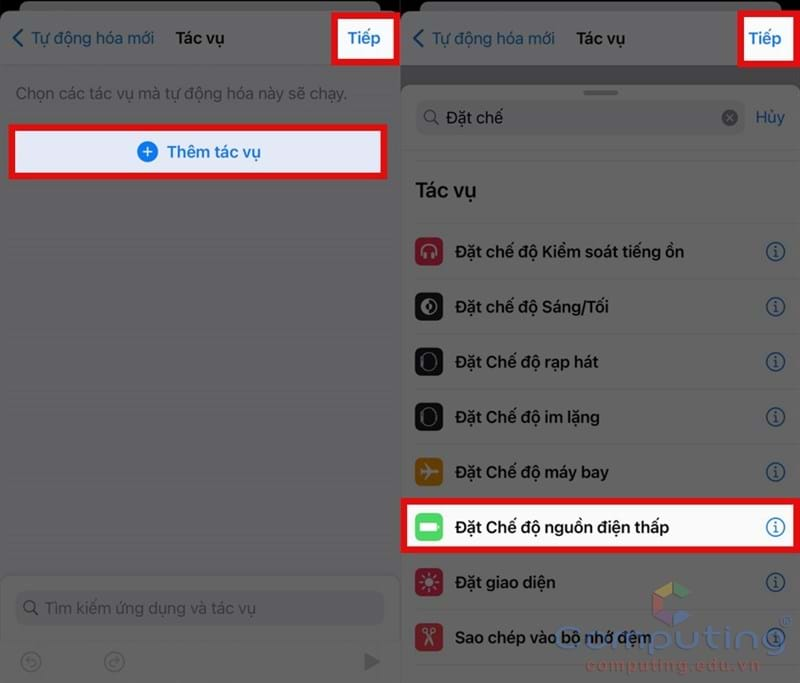 Tự động hóa mới Tác vụ Tiếp
Chọn các tác vụ mà tự động hóa này sẽ chạy.
Thêm tác vụ
Tìm kiếm ứng dụng và tác vụ
Tự động hóa mới Tác vụ Tiếp
Đặt chế Hủy
Tác vụ
Đặt chế độ Kiểm soát tiếng ồn
Đặt chế độ Sáng/Tối
Đặt Chế độ rạp hát
Đặt Chế độ im lặng
Đặt Chế độ máy bay
Đặt Chế độ nguồn điện thấp
Đặt giao diện
Sao chép vào bộ nhớ đệm
Computing
computing.edu.vn